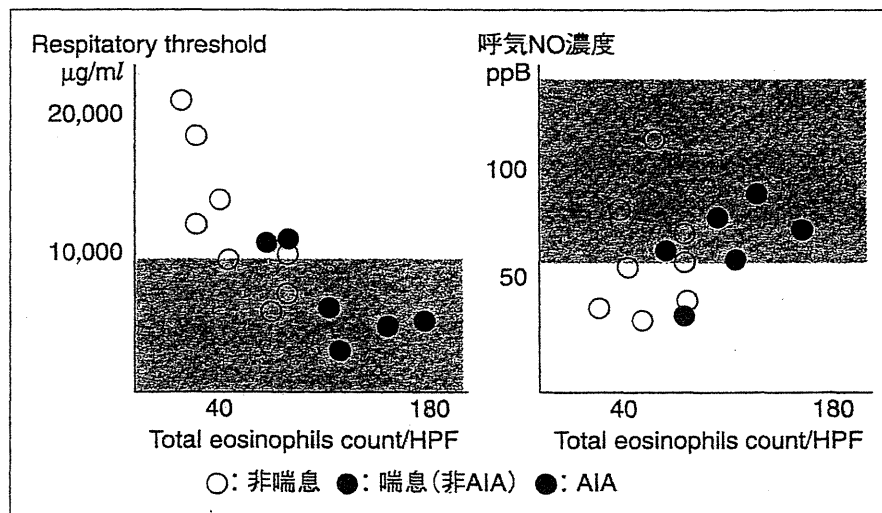 Respitatory threshold
μg/ml
20,000
10,000
40
180
Total eosinophils count/HPF
呼気NO濃度
ppB
100
50
40
180
Total eosinophils count/HPF
○: 非喘息 ●: 喘息(非AIA) ●: AIA